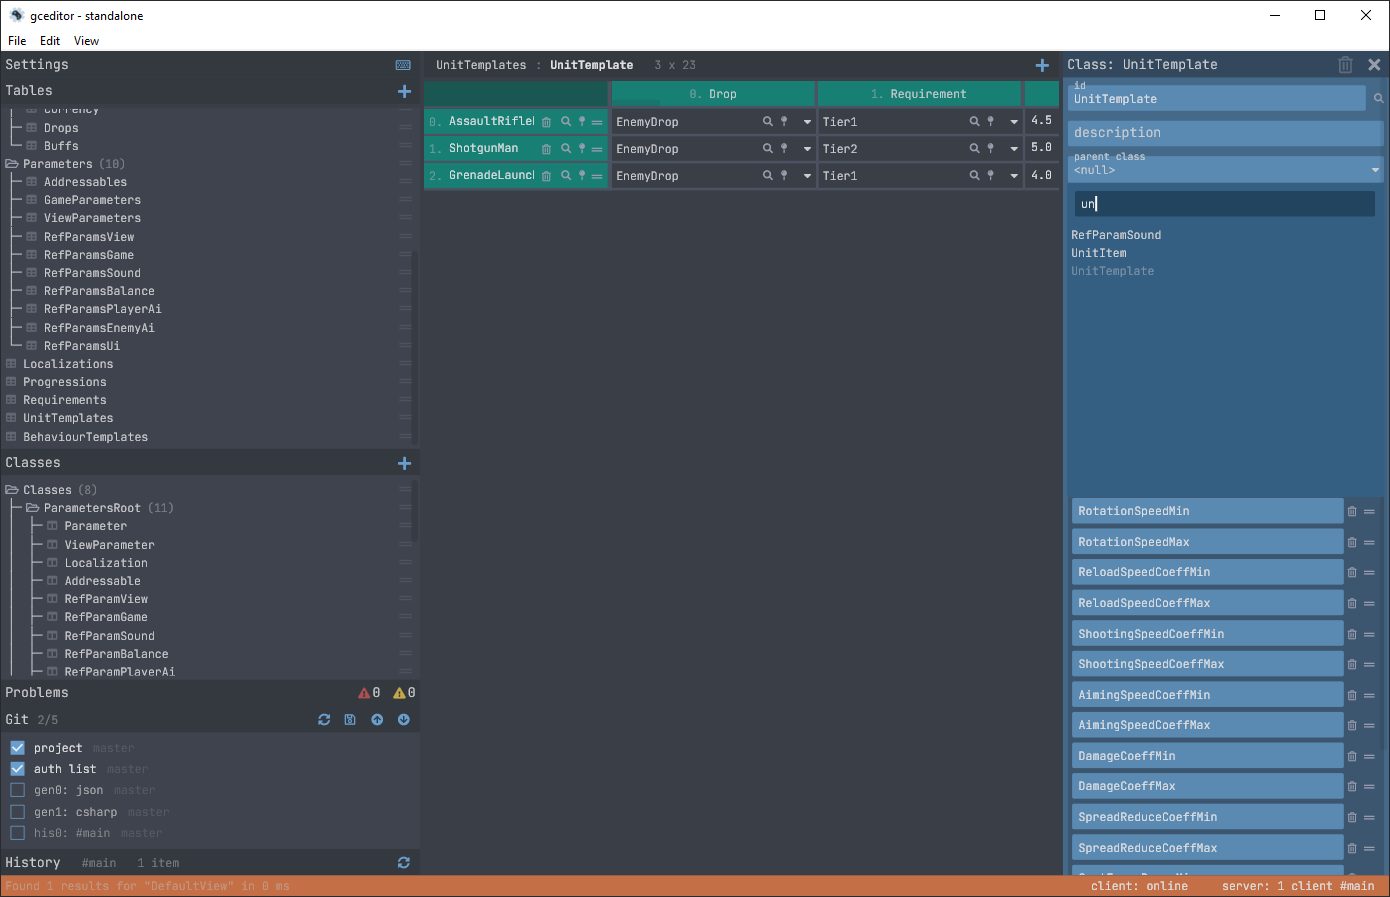 gceditor - standalone
File Edit View
Settings
Tables
Currency
Drops
Buffs
Parameters (10)
Addressables
GameParameters
ViewParameters
RefParamsView
RefParamsGame
RefParamsSound
RefParamsBalance
RefParamsPlayerAi
RefParamsEnemyAi
RefParamsUi
Localizations
Progressions
Requirements
UnitTemplates
BehaviourTemplates
Classes
Classes (8)
ParametersRoot (11)
Parameter
ViewParameter
Localization
Addressable
RefParamView
RefParamGame
RefParamSound
RefParamBalance
RefParamPlayerAi
Problems 0 0
Git 2/5
project master
auth list master
gen0: json master
gen1: csharp master
his0: #main master
History #main 1 item
UnitTemplates : UnitTemplate 3 x 23
0. Drop 1. Requirement
0. AssaultRifle EnemyDrop Tier1 4.5
1. ShotgunMan EnemyDrop Tier2 5.0
2. GrenadeLaunc EnemyDrop Tier1 4.0
Class: UnitTemplate
id
UnitTemplate
description
parent class
<null>
un
RefParamSound
UnitItem
UnitTemplate
RotationSpeedMin
RotationSpeedMax
ReloadSpeedCoeffMin
ReloadSpeedCoeffMax
ShootingSpeedCoeffMin
ShootingSpeedCoeffMax
AimingSpeedCoeffMin
AimingSpeedCoeffMax
DamageCoeffMin
DamageCoeffMax
SpreadReduceCoeffMin
SpreadReduceCoeffMax
Found 1 results for "DefaultView" in 0 ms
client: online server: 1 client #main